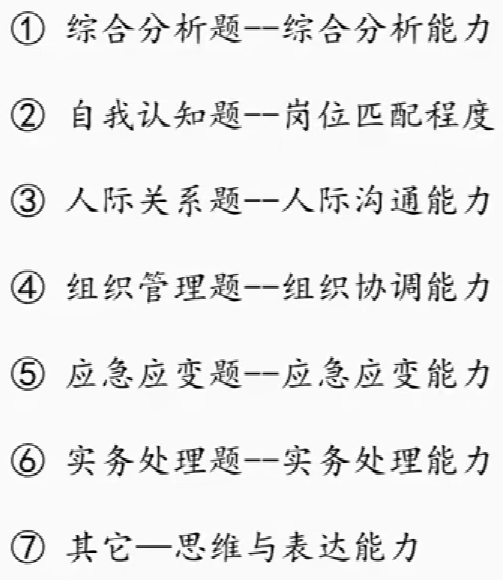 ① 综合分析题--综合分析能力
② 自我认知题--岗位匹配程度
③ 人际关系题--人际沟通能力
④ 组织管理题--组织协调能力
⑤ 应急应变题--应急应变能力
⑥ 实务处理题--实务处理能力
⑦ 其它—思维与表达能力